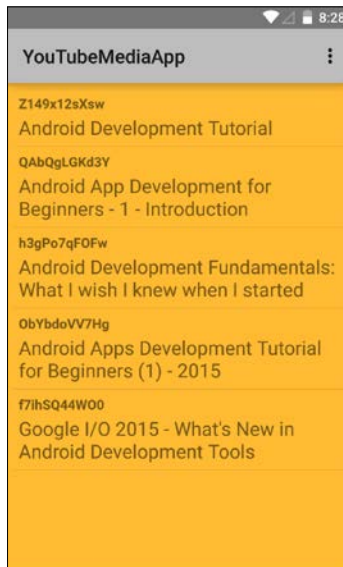 8:28
YouTubeMediaApp
Z149x12sXsw
Android Development Tutorial
QAbQgLGKd3Y
Android App Development for
Beginners - 1 - Introduction
h3gPo7qFOFw
Android Development Fundamentals:
What I wish I knew when I started
ObYbdoVV7Hg
Android Apps Development Tutorial
for Beginners (1) - 2015
f7ihSQ44WO0
Google I/O 2015 - What's New in
Android Development Tools